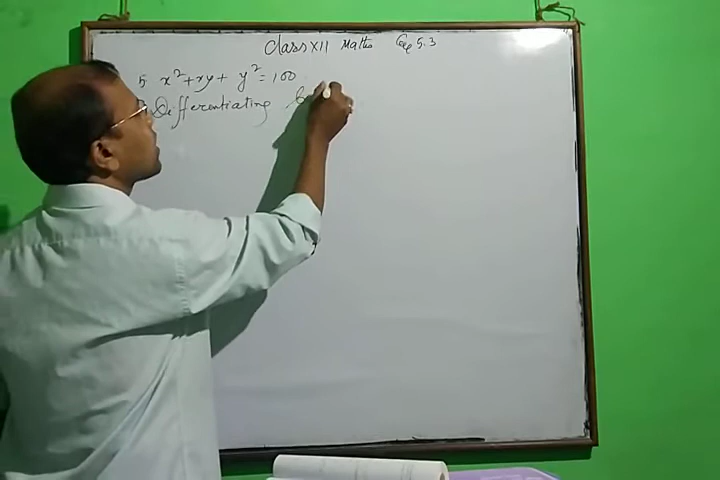 Class XII Maths Ex 5.3
5 x² + xy + y² = 100
Differentiating